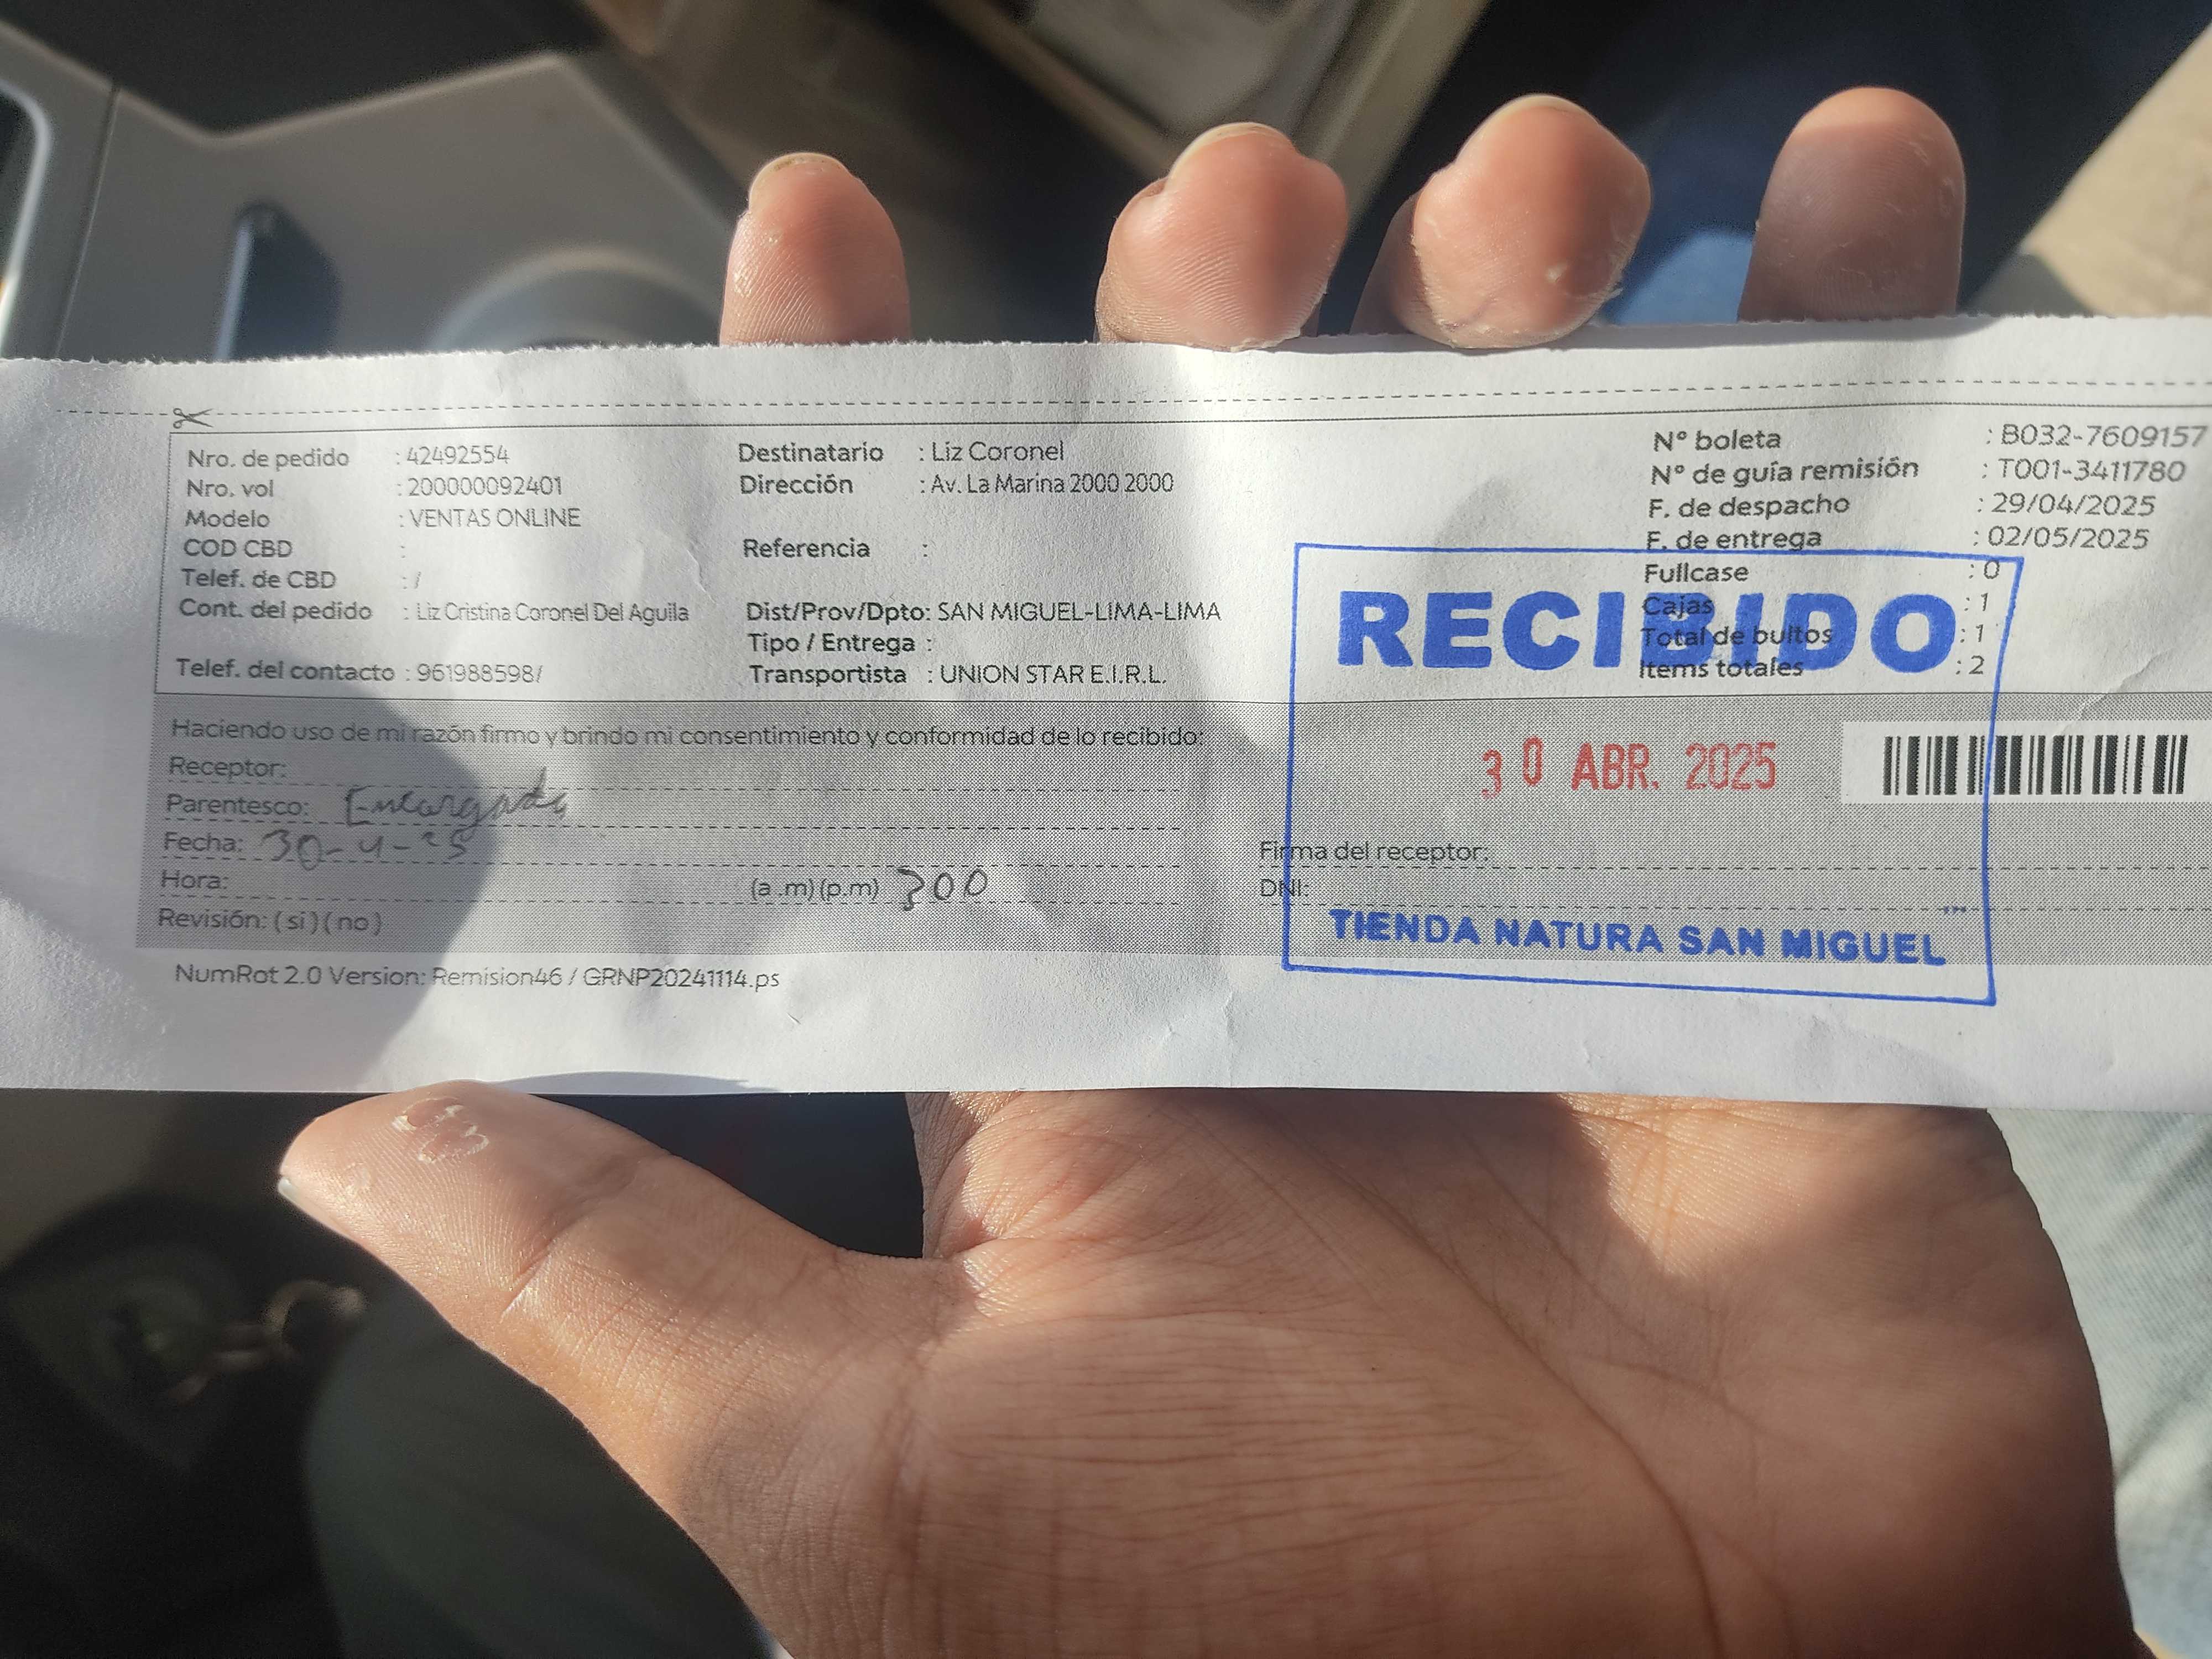 Nro. de pedido : 42492554
Nro. vol : 200000092401
Modelo : VENTAS ONLINE
COD CBD :
Telef. de CBD : /
Cont. del pedido : Liz Cristina Coronel Del Aguila
Telef. del contacto : 961988598/
Destinatario : Liz Coronel
Dirección : Av. La Marina 2000 2000
Referencia :
Dist/Prov/Dpto: SAN MIGUEL-LIMA-LIMA
Tipo / Entrega :
Transportista : UNION STAR E.I.R.L.
N° boleta : B032-7609157
N° de guía remisión : T001-3411780
F. de despacho : 29/04/2025
F. de entrega : 02/05/2025
Fullcase : 0
Cajas : 1
Total de bultos : 1
Items totales : 2
RECIBIDO
30 ABR. 2025
TIENDA NATURA SAN MIGUEL
Haciendo uso de mi razón firmo y brindo mi consentimiento y conformidad de lo recibido:
Receptor:
Parentesco: Encargada
Fecha: 30-4-25
Hora: (a .m) (p.m) 300
Revisión: ( si ) ( no )
Firma del receptor:
DNI:
NumRot 2.0 Version: Remision46 / GRNP20241114.ps